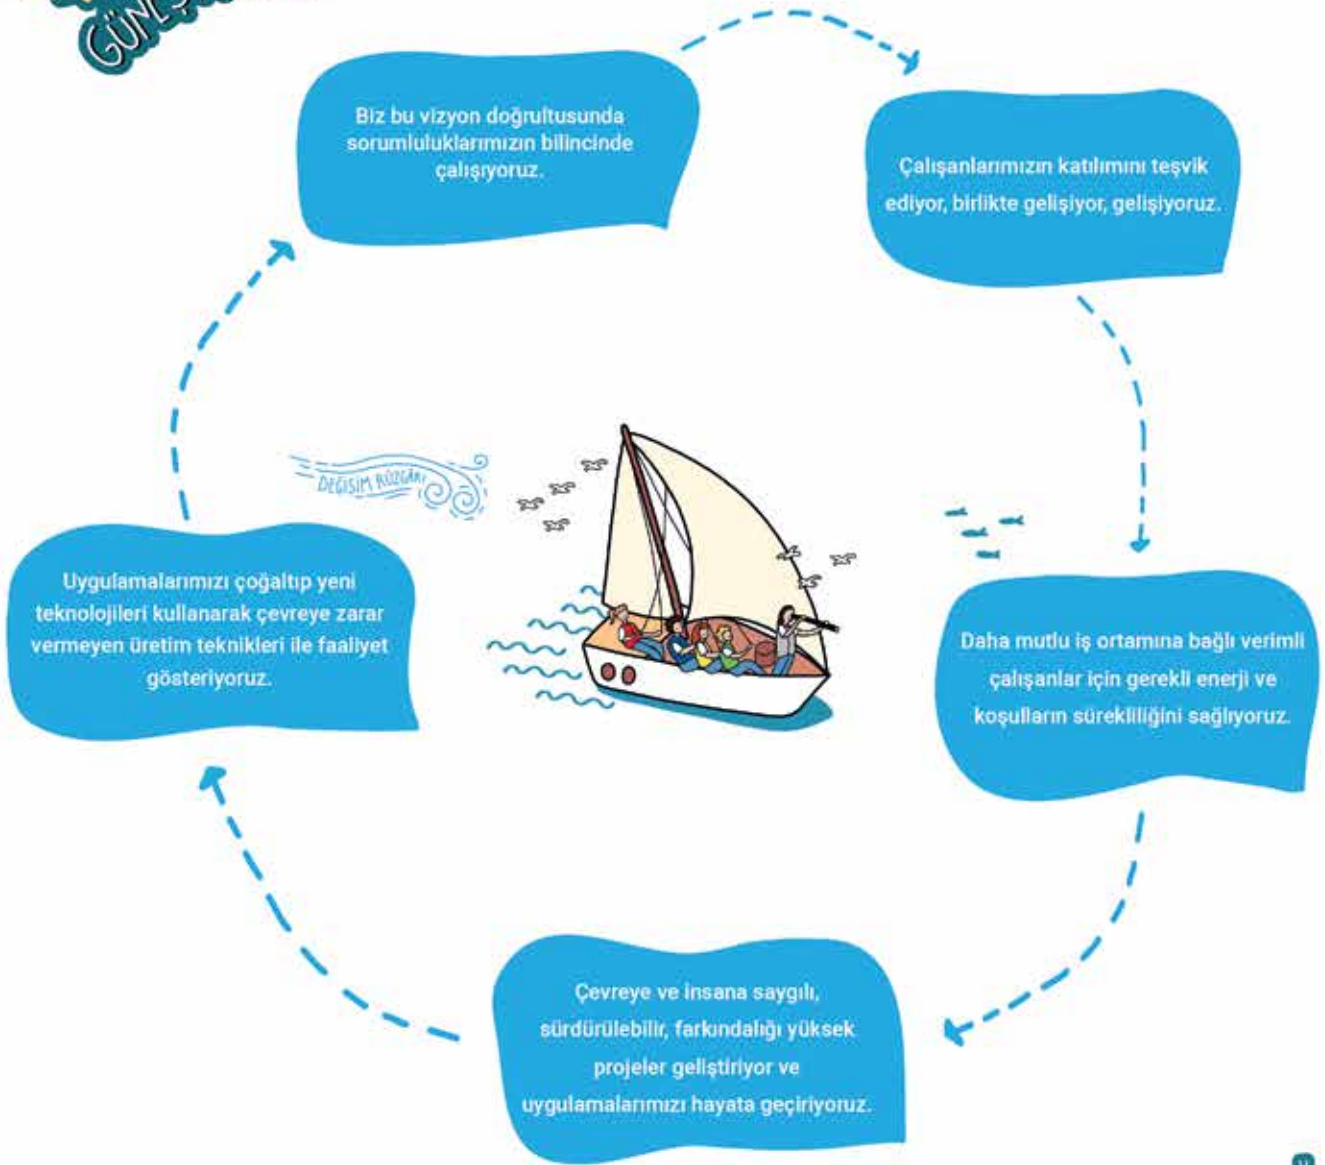 Biz bu vizyon doğrultusunda
sorumluluklarımızın bilincinde
çalışıyoruz.
Çalışanlarımızın katılımını teşvik
ediyor, birlikte gelişiyor, gelişiyoruz.
DEĞİŞİM RÜZGÂRI
Uygulamalarımızı çoğaltıp yeni
teknolojileri kullanarak çevreye zarar
vermeyen üretim teknikleri ile faaliyet
gösteriyoruz.
Daha mutlu iş ortamına bağlı verimli
çalışanlar için gerekli enerji ve
koşulların sürekliliğini sağlıyoruz.
Çevreye ve insana saygılı,
sürdürülebilir, farkındalığı yüksek
projeler geliştiriyor ve
uygulamalarımızı hayata geçiriyoruz.